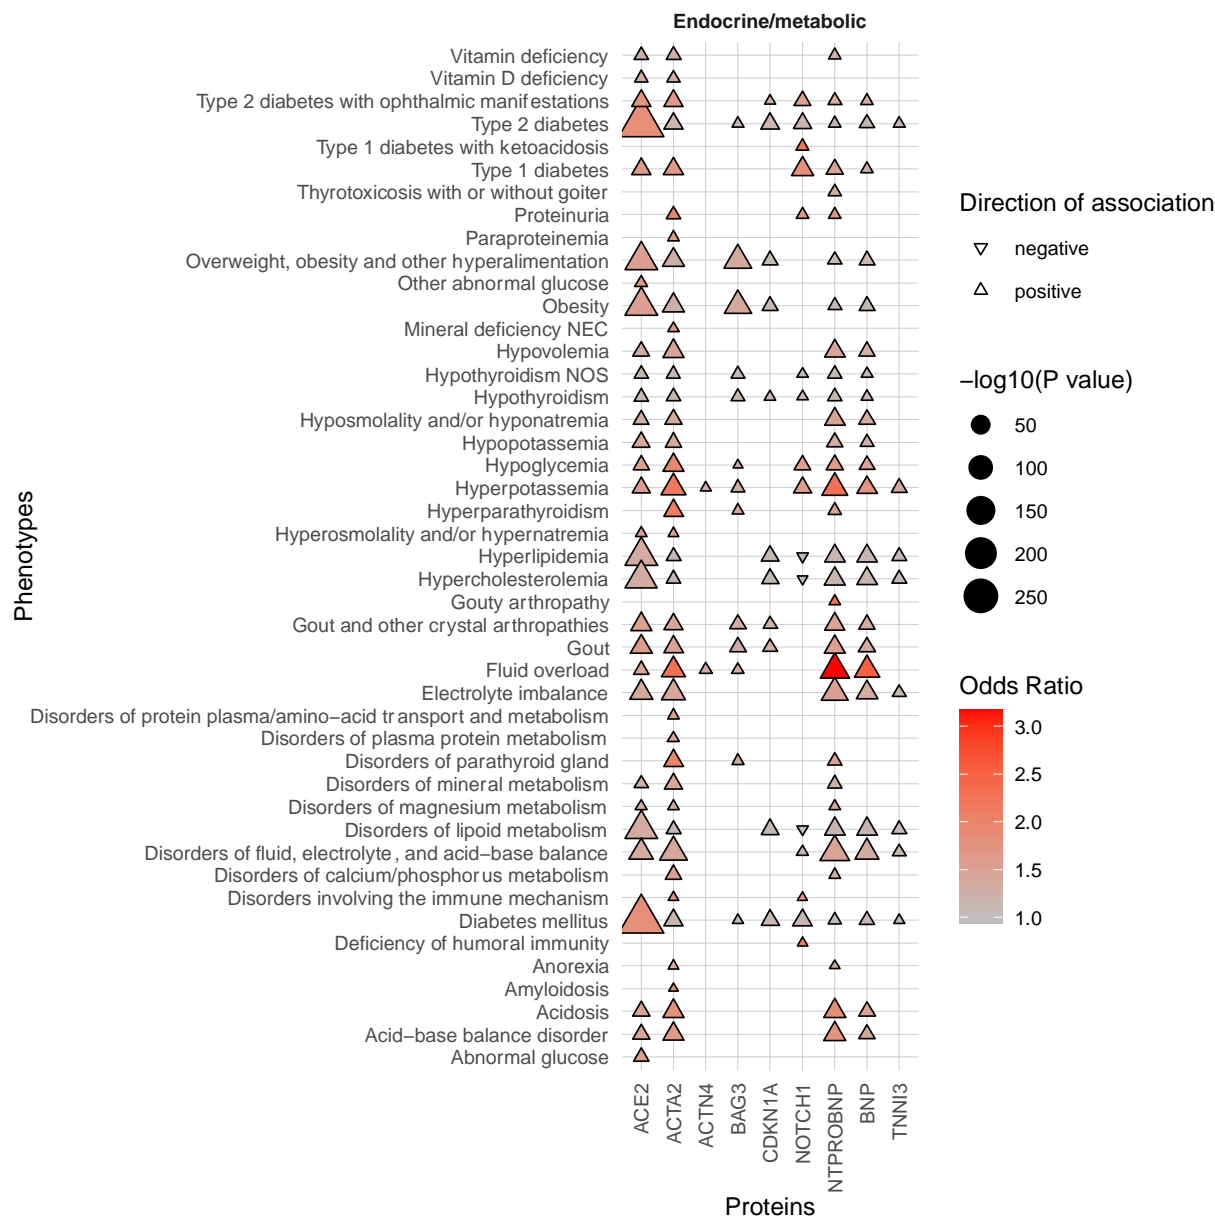 Endocrine/metabolic
Vitamin deficiency
Vitamin D deficiency
Type 2 diabetes with ophthalmic manifestations
Type 2 diabetes
Type 1 diabetes with ketoacidosis
Type 1 diabetes
Thyrotoxicosis with or without goiter
Proteinuria
Paraproteinemia
Overweight, obesity and other hyperalimentation
Other abnormal glucose
Obesity
Mineral deficiency NEC
Hypovolemia
Hypothyroidism NOS
Hypothyroidism
Hyposmolality and/or hyponatremia
Hypopotassemia
Hypoglycemia
Hyperpotassemia
Hyperparathyroidism
Hyperosmolality and/or hypernatremia
Hyperlipidemia
Hypercholesterolemia
Gouty arthropathy
Gout and other crystal arthropathies
Gout
Fluid overload
Electrolyte imbalance
Disorders of protein plasma/amino−acid transport and metabolism
Disorders of plasma protein metabolism
Disorders of parathyroid gland
Disorders of mineral metabolism
Disorders of magnesium metabolism
Disorders of lipoid metabolism
Disorders of fluid, electrolyte, and acid−base balance
Disorders of calcium/phosphorus metabolism
Disorders involving the immune mechanism
Diabetes mellitus
Deficiency of humoral immunity
Anorexia
Amyloidosis
Acidosis
Acid−base balance disorder
Abnormal glucose
Phenotypes
ACE2
ACTA2
ACTN4
BAG3
CDKN1A
NOTCH1
NTPROBNP
BNP
TNNI3
Proteins
Direction of association
negative
positive
−log10(P value)
50
100
150
200
250
Odds Ratio
3.0
2.5
2.0
1.5
1.0